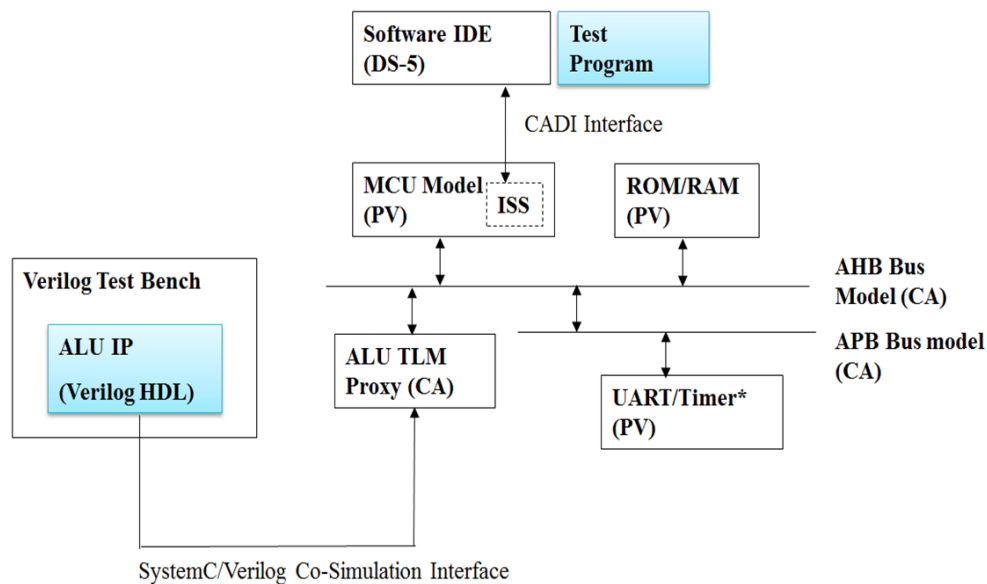 Software IDE
(DS-5)
Test
Program
CADI Interface
MCU Model
(PV)
ISS
ROM/RAM
(PV)
Verilog Test Bench
ALU IP
(Verilog HDL)
AHB Bus
Model (CA)
ALU TLM
Proxy (CA)
APB Bus model
(CA)
UART/Timer*
(PV)
SystemC/Verilog Co-Simulation Interface